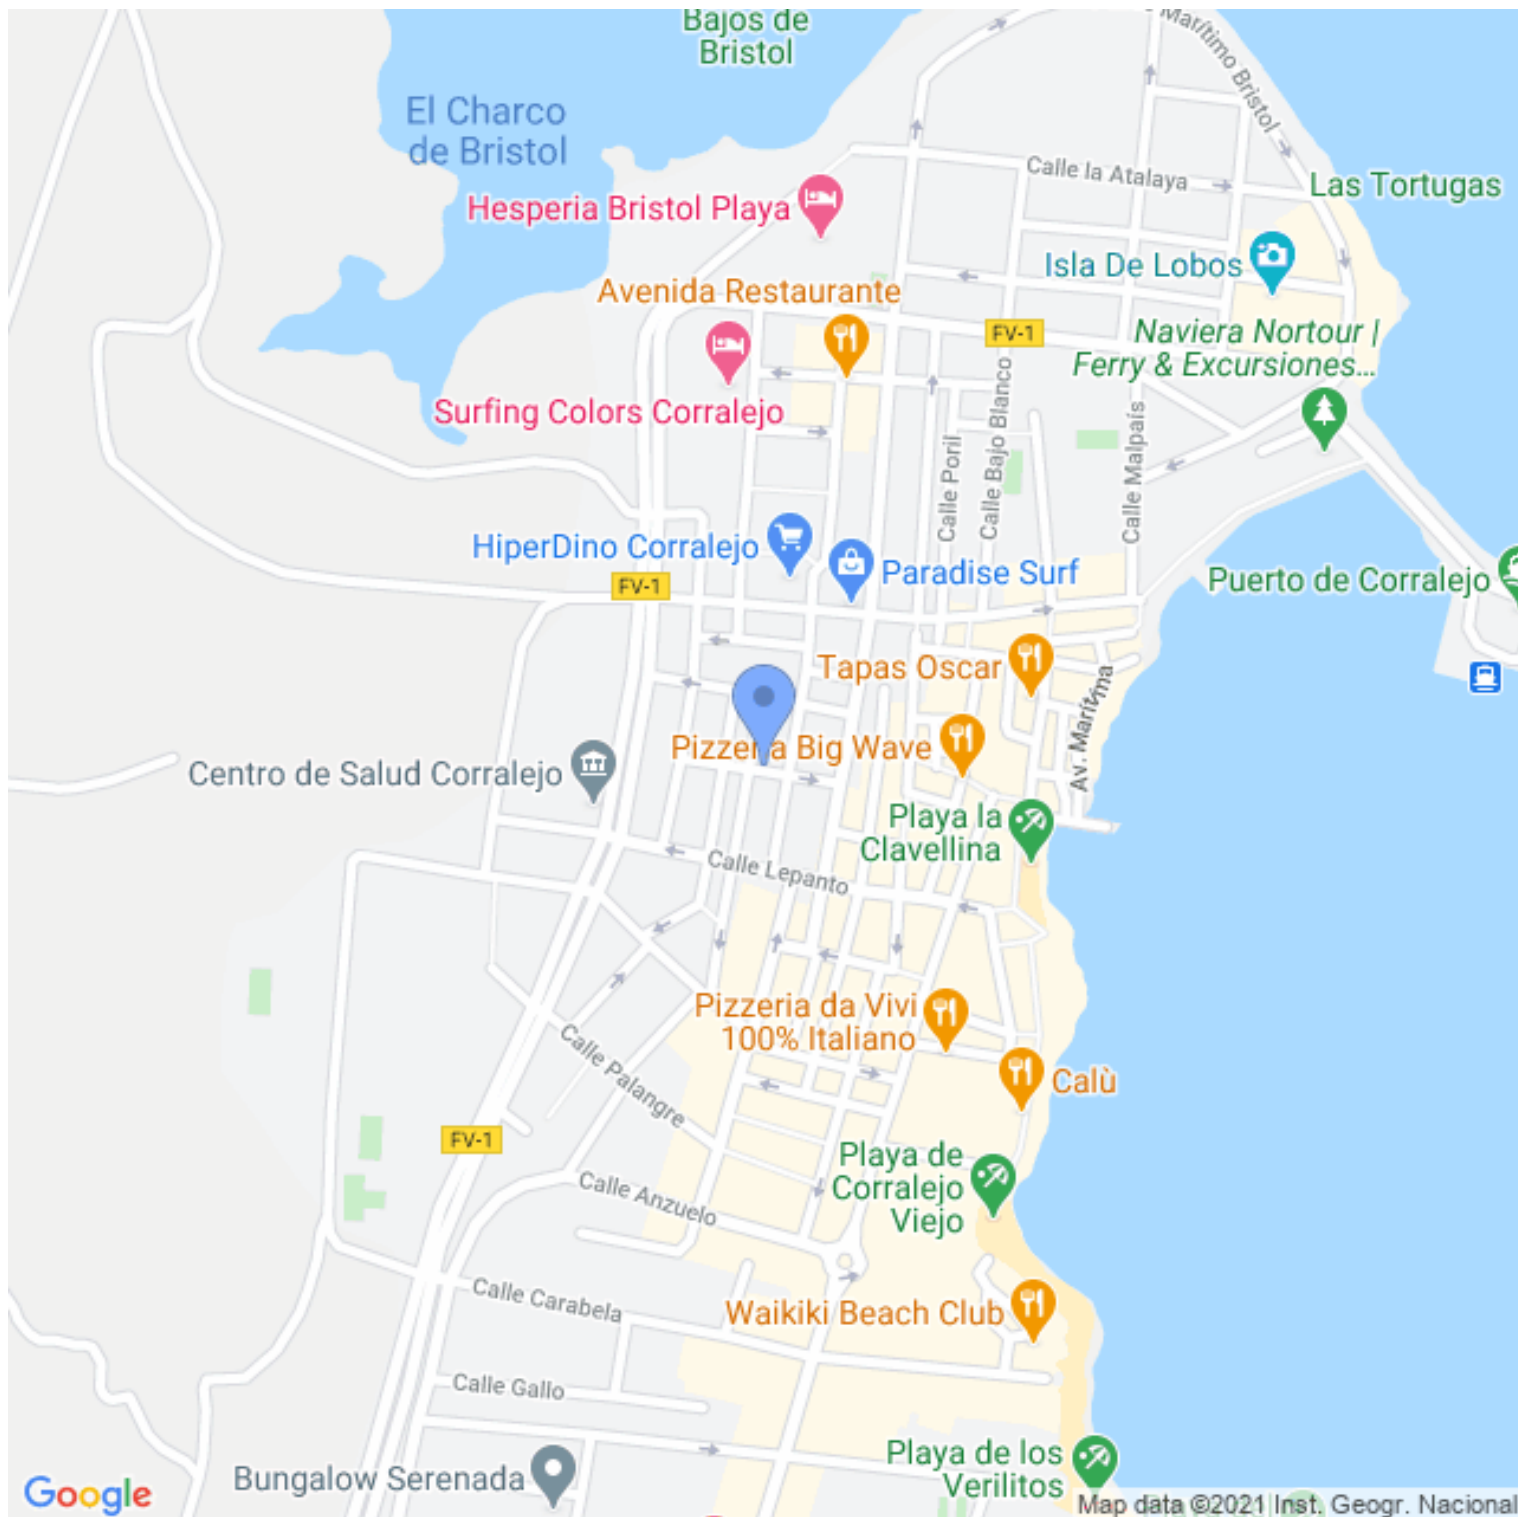 Bajos de
Bristol
Marítimo Bristol
El Charco
de Bristol
Calle la Atalaya
Las Tortugas
Hesperia Bristol Playa
Isla De Lobos
Avenida Restaurante
FV-1
Naviera Nortour |
Ferry & Excursiones...
Surfing Colors Corralejo
Calle Poril
Calle Bajo Blanco
Calle Malpaís
HiperDino Corralejo
Paradise Surf
FV-1
Puerto de Corralejo
Tapas Oscar
Av. Marítima
Pizzeria Big Wave
Centro de Salud Corralejo
Playa la
Clavellina
Calle Lepanto
Pizzeria da Vivi
100% Italiano
Calle Palangre
Calù
FV-1
Playa de
Corralejo
Viejo
Calle Anzuelo
Calle Carabela
Waikiki Beach Club
Calle Gallo
Playa de los
Verilitos
Bungalow Serenada
Google
Map data ©2021 Inst. Geogr. Nacional